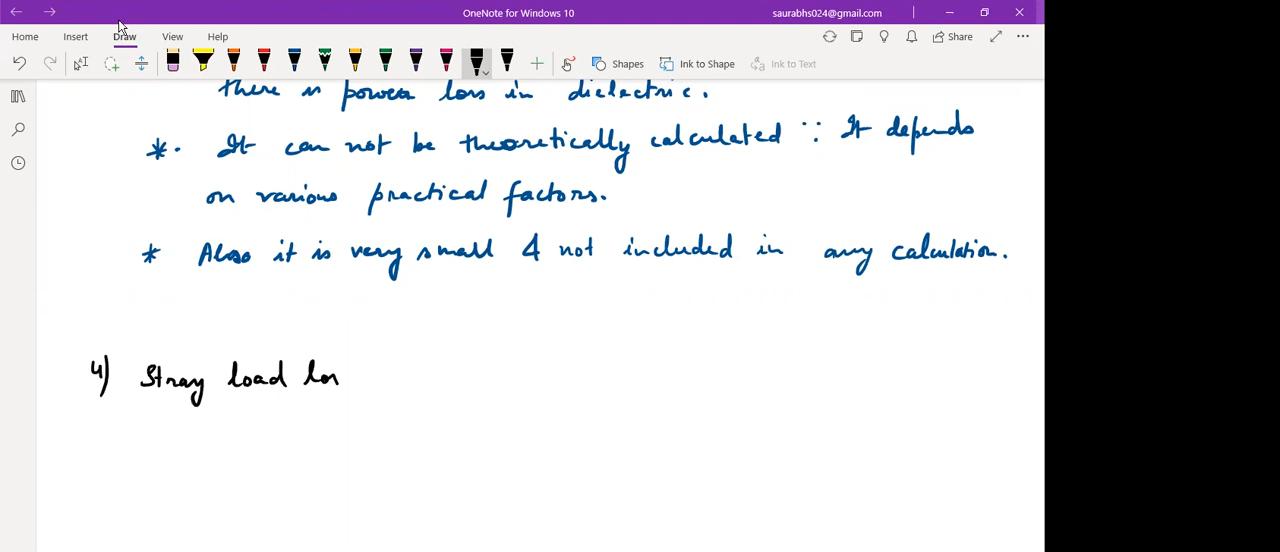 OneNote for Windows 10
saurabhs024@gmail.com
Home Insert Draw View Help
Share
Shapes Ink to Shape Ink to Text
there is power loss in dielectric.
*. It can not be theoretically calculated ∵ It depends
on various practical factors.
* Also it is very small & not included in any calculation.
4) Stray load los